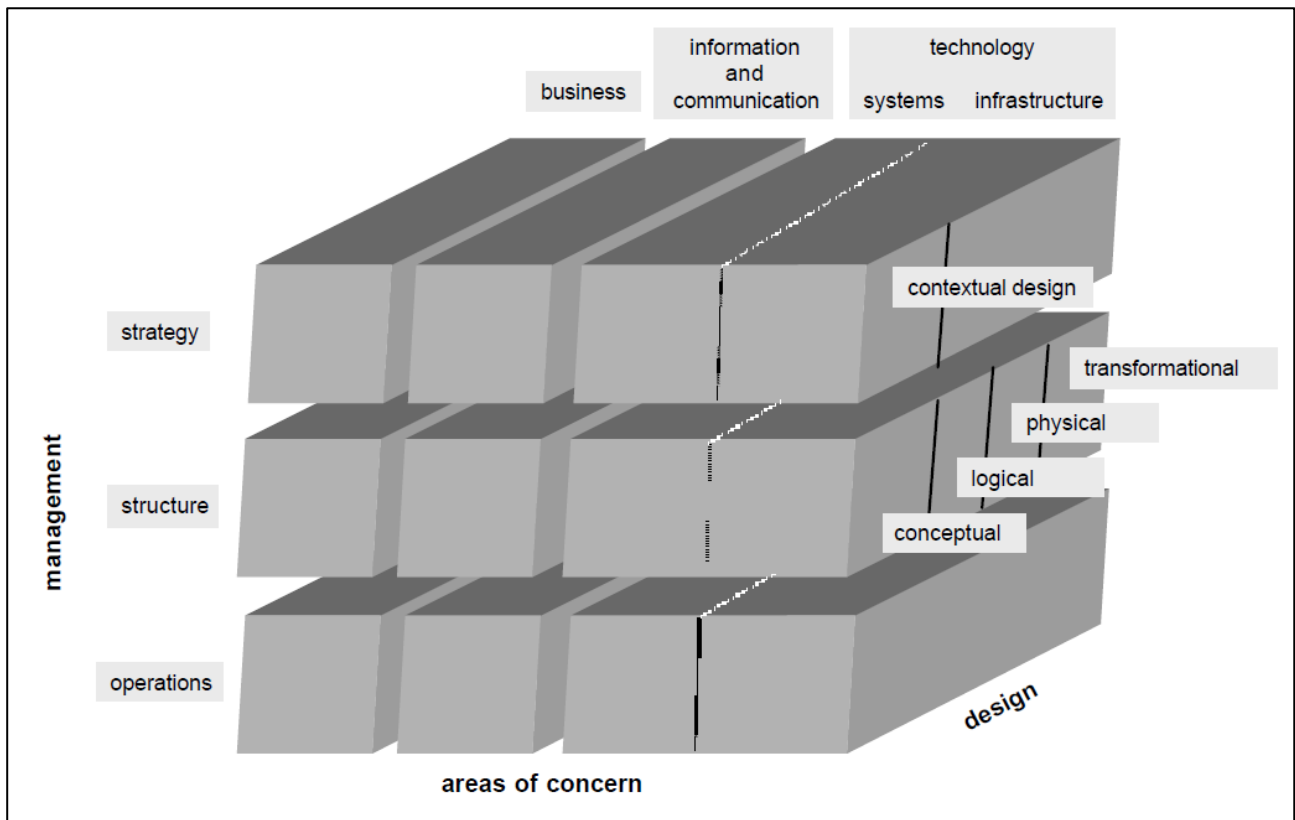 information
and
communication
technology
systems infrastructure
business
contextual design
strategy
transformational
physical
logical
conceptual
management
structure
operations
design
areas of concern